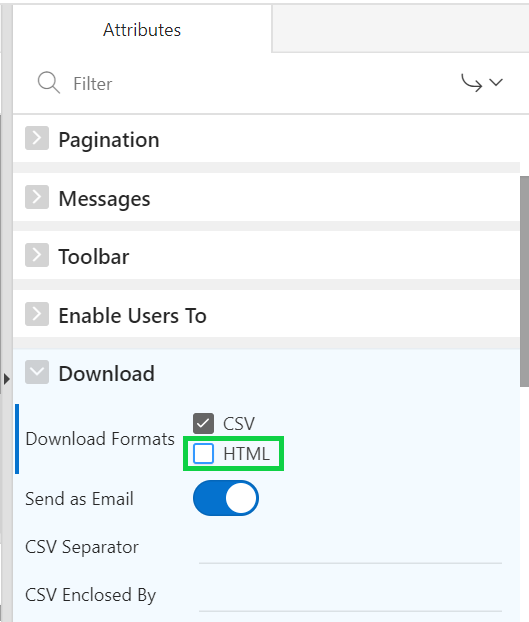 Attributes
Filter
Pagination
Messages
Toolbar
Enable Users To
Download
Download Formats
CSV
HTML
Send as Email
CSV Separator
CSV Enclosed By